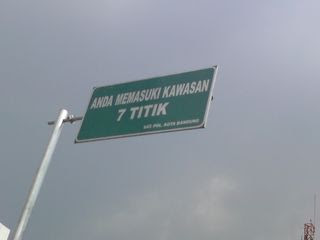 ANDA MEMASUKI KAWASAN
7 TITIK
SAT POL. KOTA BANDUNG